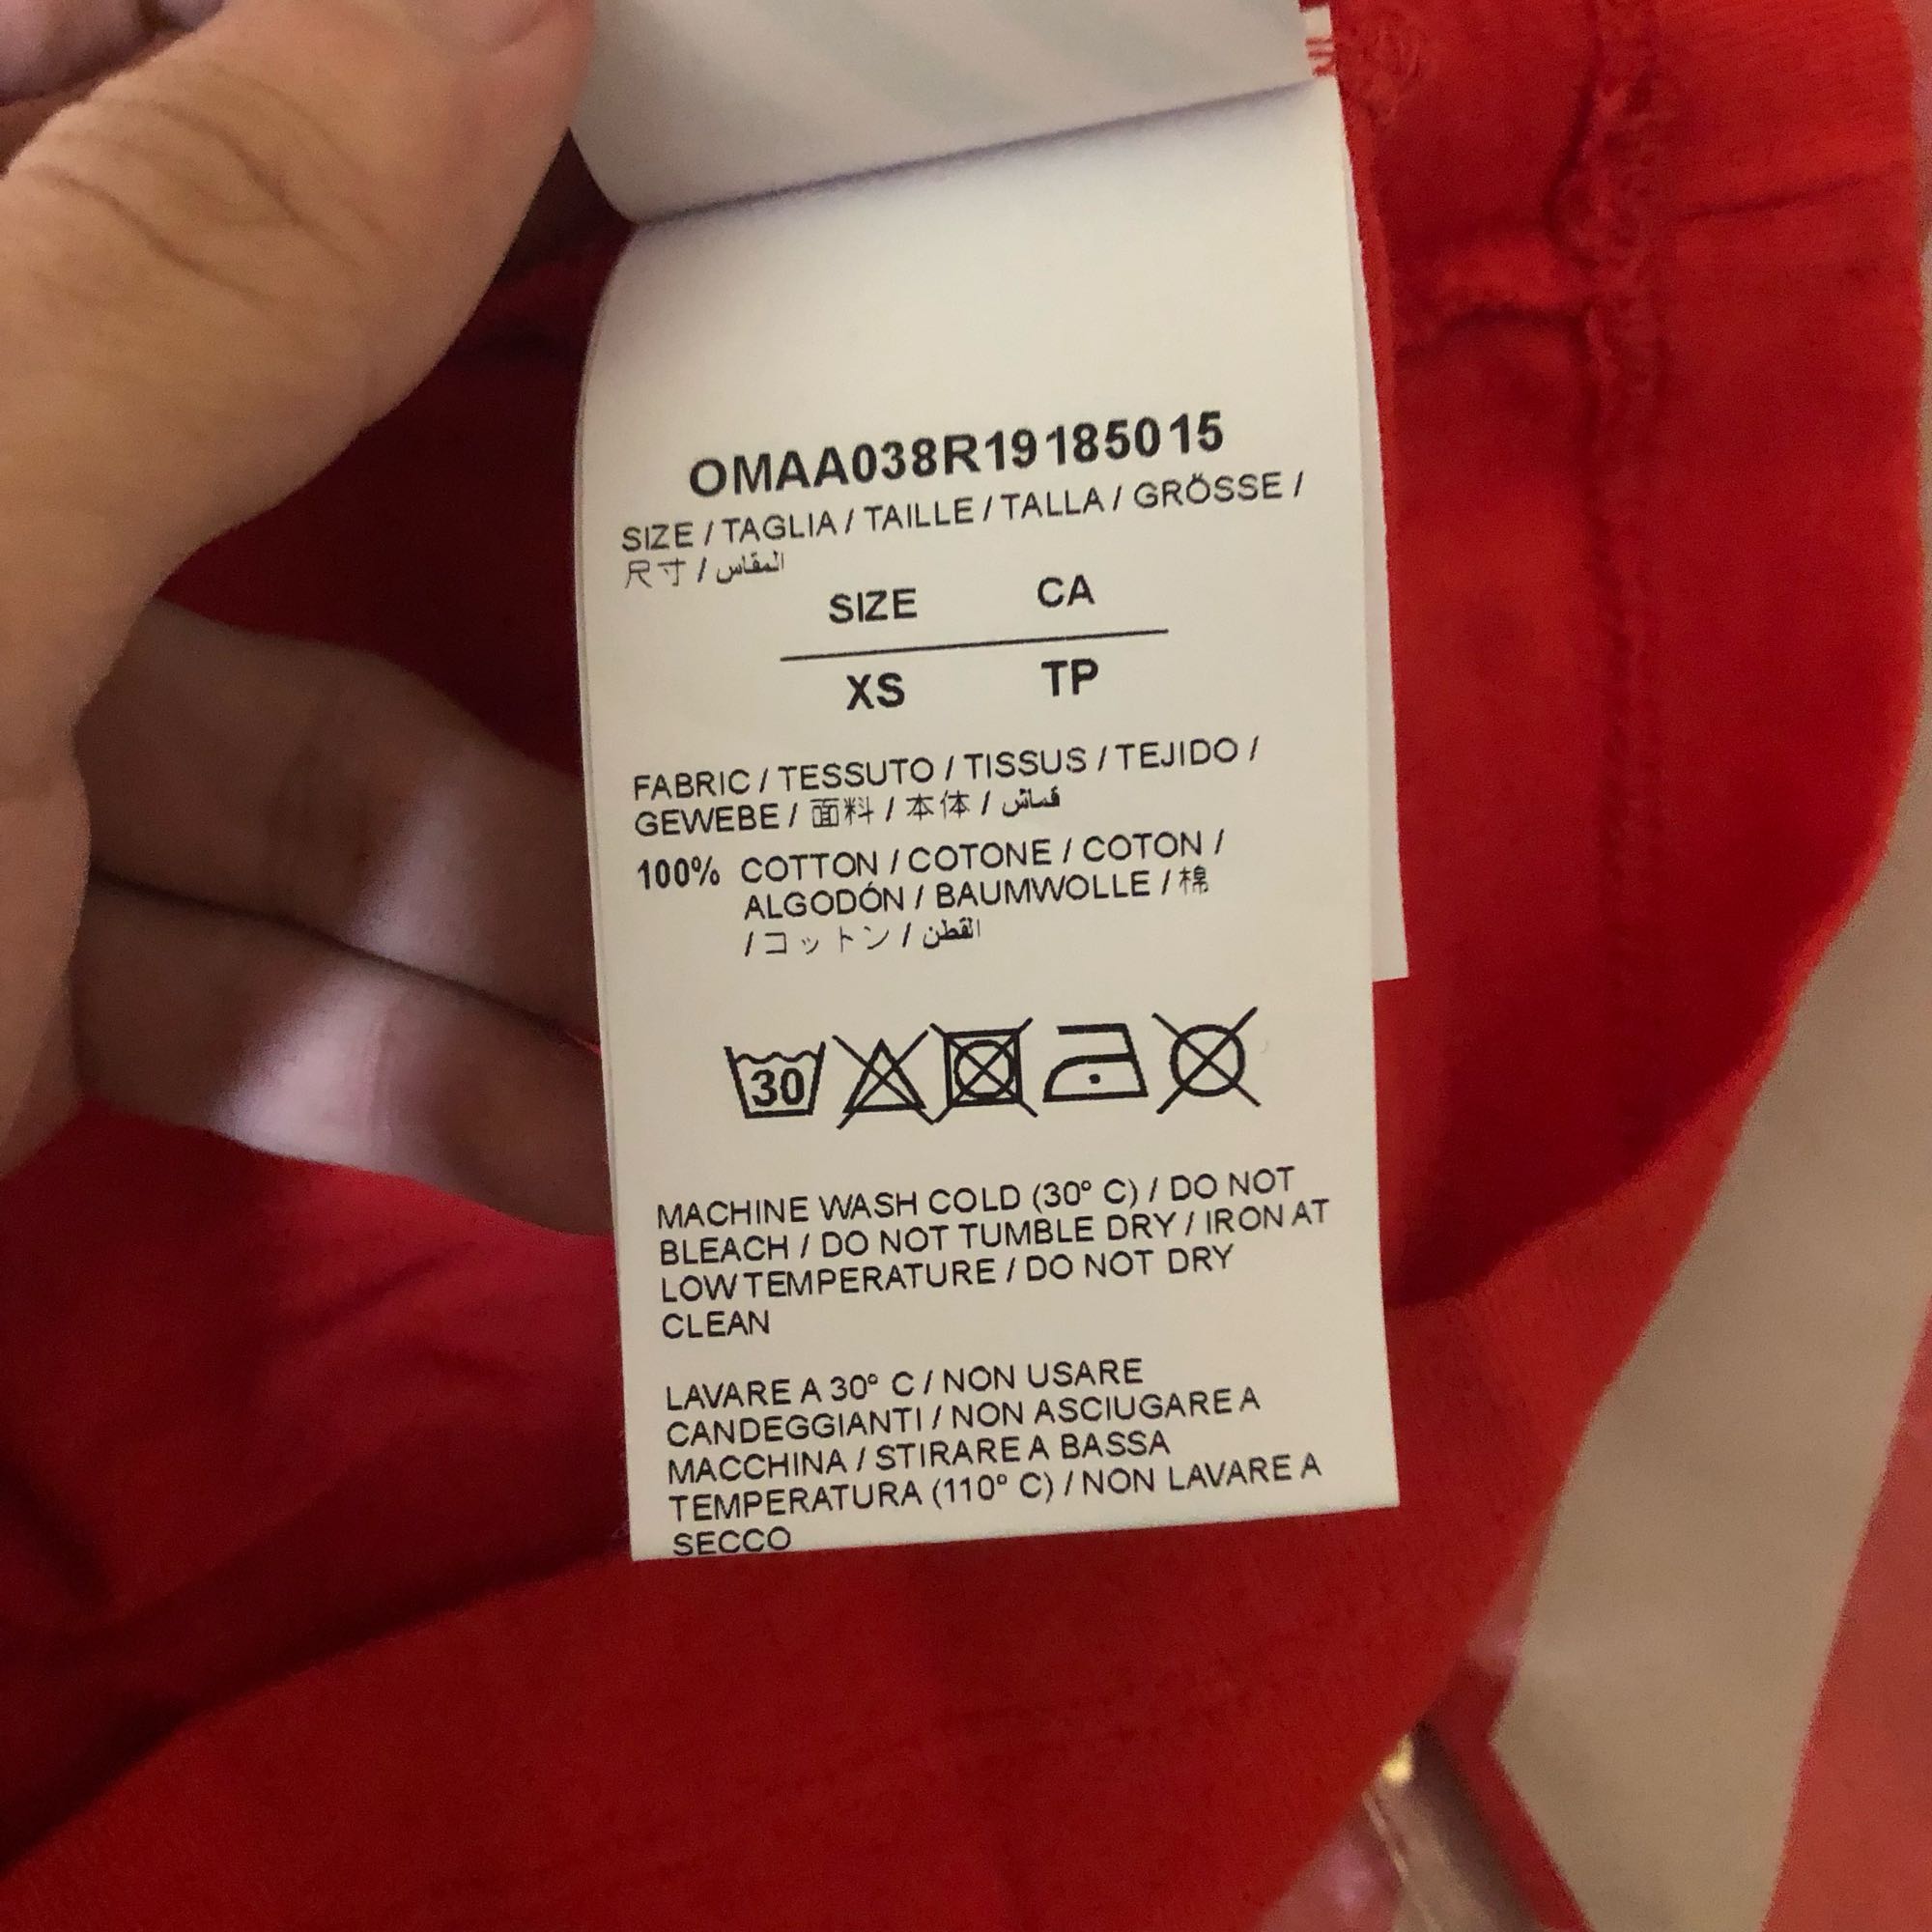 OMAA038R19185015
SIZE / TAGLIA / TAILLE / TALLA / GRÖSSE /
尺寸 / المقاس
SIZE CA
XS TP
FABRIC / TESSUTO / TISSUS / TEJIDO /
GEWEBE / 面料 / 本体 / قماش
100% COTTON / COTONE / COTON /
ALGODÓN / BAUMWOLLE / 棉
/ コットン / القطن
30
MACHINE WASH COLD (30° C) / DO NOT
BLEACH / DO NOT TUMBLE DRY / IRON AT
LOW TEMPERATURE / DO NOT DRY
CLEAN
LAVARE A 30° C / NON USARE
CANDEGGIANTI / NON ASCIUGARE A
MACCHINA / STIRARE A BASSA
TEMPERATURA (110° C) / NON LAVARE A
SECCO